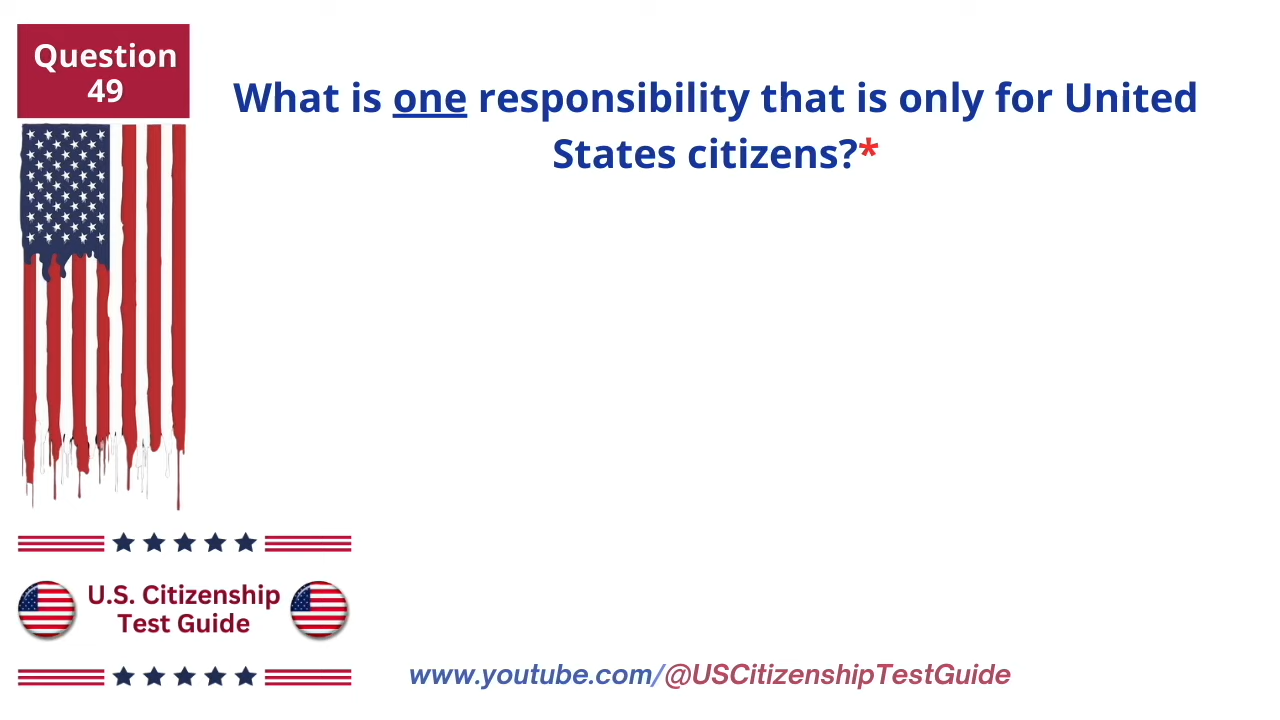 Question
49
What is one responsibility that is only for United
States citizens?*
U.S. Citizenship
Test Guide
www.youtube.com/@USCitizenshipTestGuide